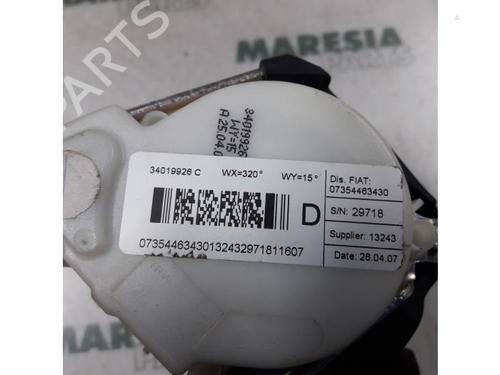 MARESIA
PARTS
34019926
WY=15
A 25.04.0
34019926 C WX=320° WY=15°
Dis. FIAT:
07354463430
S/N: 29718
D
Supplier: 13243
Date: 26.04.07
07354463430132432971811607
MARESIA